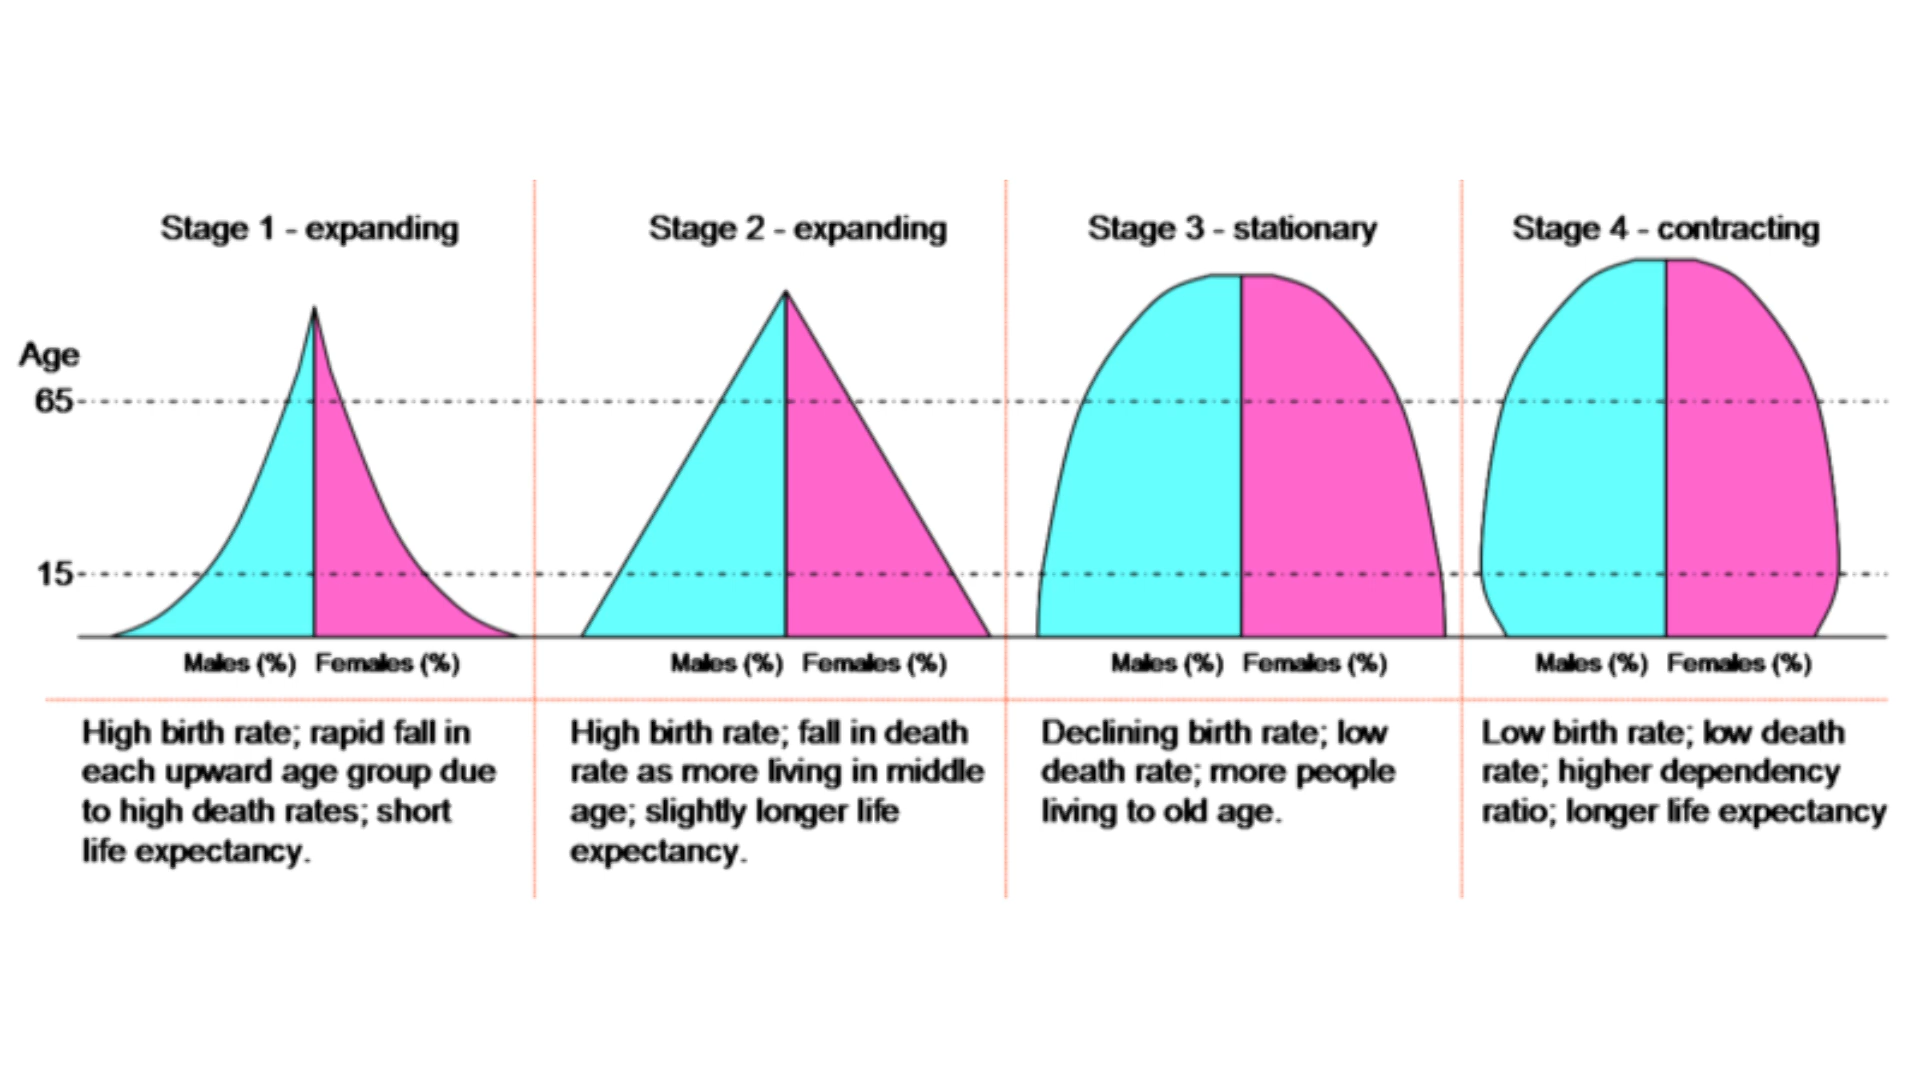 Stage 1 - expanding
Stage 2 - expanding
Stage 3 - stationary
Stage 4 - contracting
Age
65
15
Males (%) Females (%)
Males (%) Females (%)
Males (%) Females (%)
Males (%) Females (%)
High birth rate; rapid fall in
each upward age group due
to high death rates; short
life expectancy.
High birth rate; fall in death
rate as more living in middle
age; slightly longer life
expectancy.
Declining birth rate; low
death rate; more people
living to old age.
Low birth rate; low death
rate; higher dependency
ratio; longer life expectancy